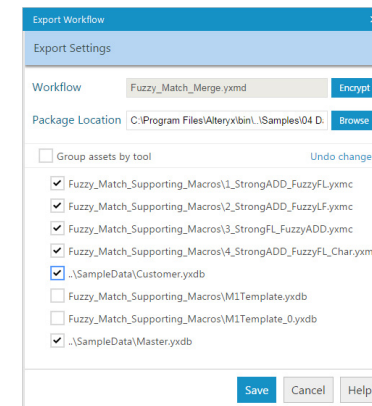 Export Workflow
Export Settings
Workflow Fuzzy_Match_Merge.yxmd Encrypt
Package Location C:\Program Files\Alteryx\bin\..\Samples\04 D: Browse
Group assets by tool Undo change
Fuzzy_Match_Supporting_Macros\1_StrongADD_FuzzyFL.yxmc
Fuzzy_Match_Supporting_Macros\2_StrongADD_FuzzyLF.yxmc
Fuzzy_Match_Supporting_Macros\3_StrongFL_FuzzyADD.yxmc
Fuzzy_Match_Supporting_Macros\4_StrongADD_FuzzyFL_Char.yxm
..\SampleData\Customer.yxdb
Fuzzy_Match_Supporting_Macros\M1Template.yxdb
Fuzzy_Match_Supporting_Macros\M1Template_0.yxdb
..\SampleData\Master.yxdb
Save Cancel Help